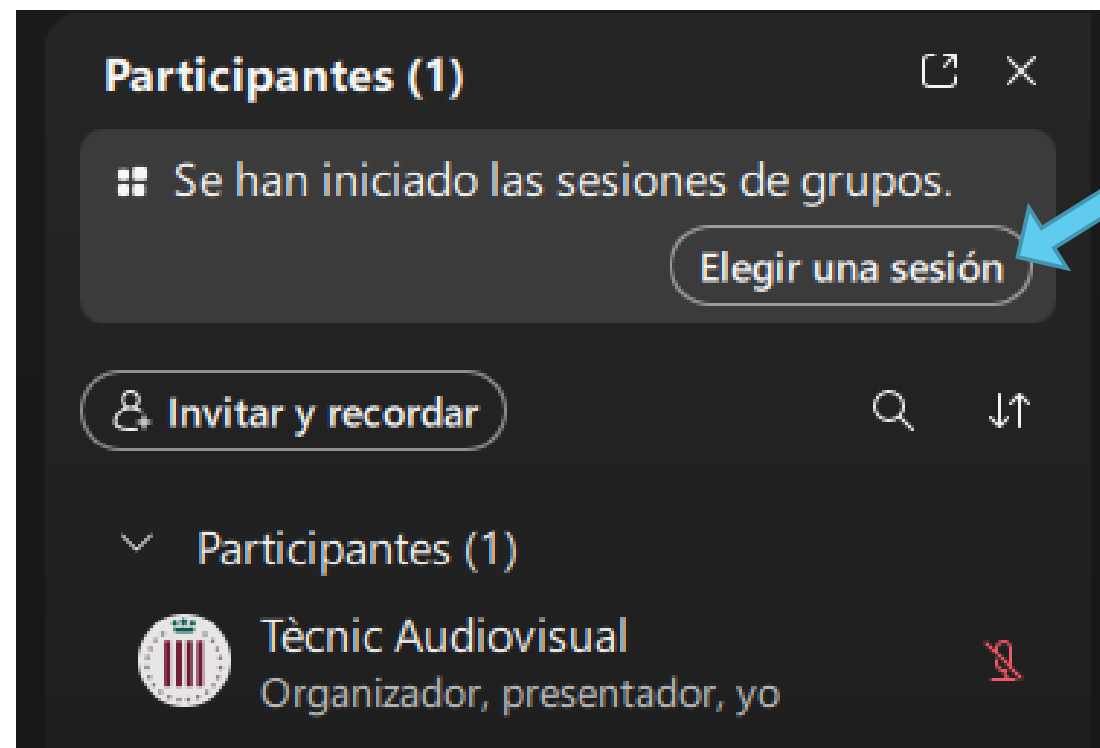 Participantes (1)
Se han iniciado las sesiones de grupos.
Elegir una sesión
Invitar y recordar
Participantes (1)
Tècnic Audiovisual
Organizador, presentador, yo